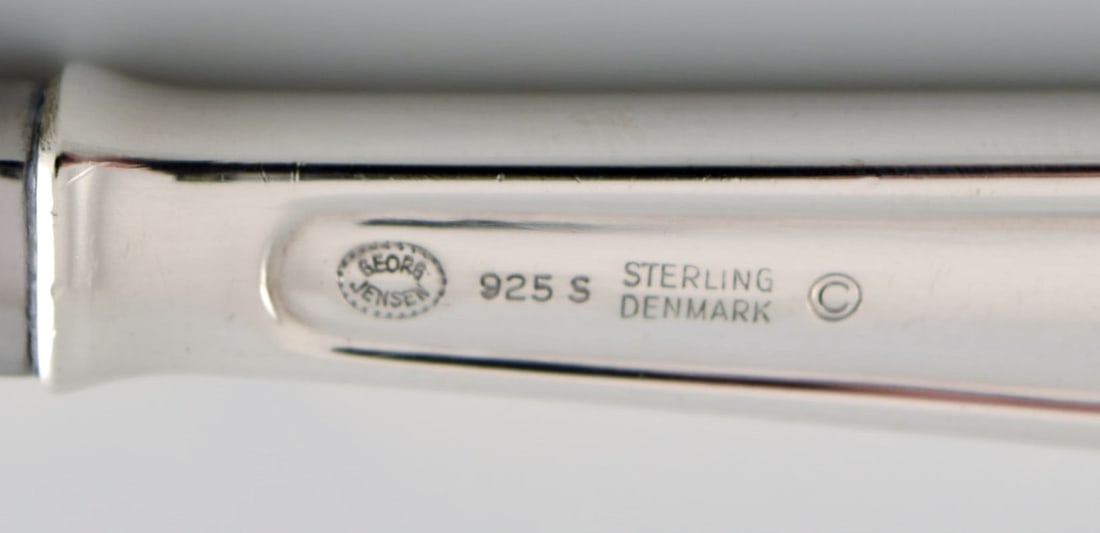 GEORG
JENSEN
925 S
STERLING
DENMARK
©